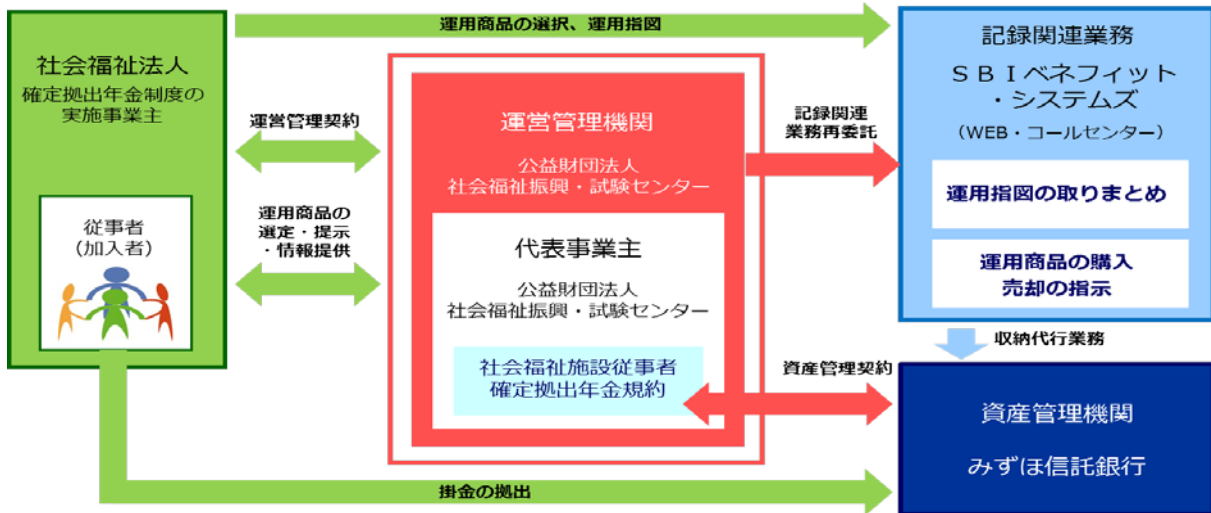 運用商品の選択、運用指図
社会福祉法人
確定拠出年金制度の
実施事業主
従事者
(加入者)
運営管理契約
運用商品の
選定・提示
・情報提供
運営管理機関
公益財団法人
社会福祉振興・試験センター
代表事業主
公益財団法人
社会福祉振興・試験センター
社会福祉施設従事者
確定拠出年金規約
記録関連
業務再委託
記録関連業務
ＳＢＩベネフィット
・システムズ
(WEB・コールセンター)
運用指図の取りまとめ
運用商品の購入
売却の指示
収納代行業務
資産管理契約
資産管理機関
みずほ信託銀行
掛金の拠出